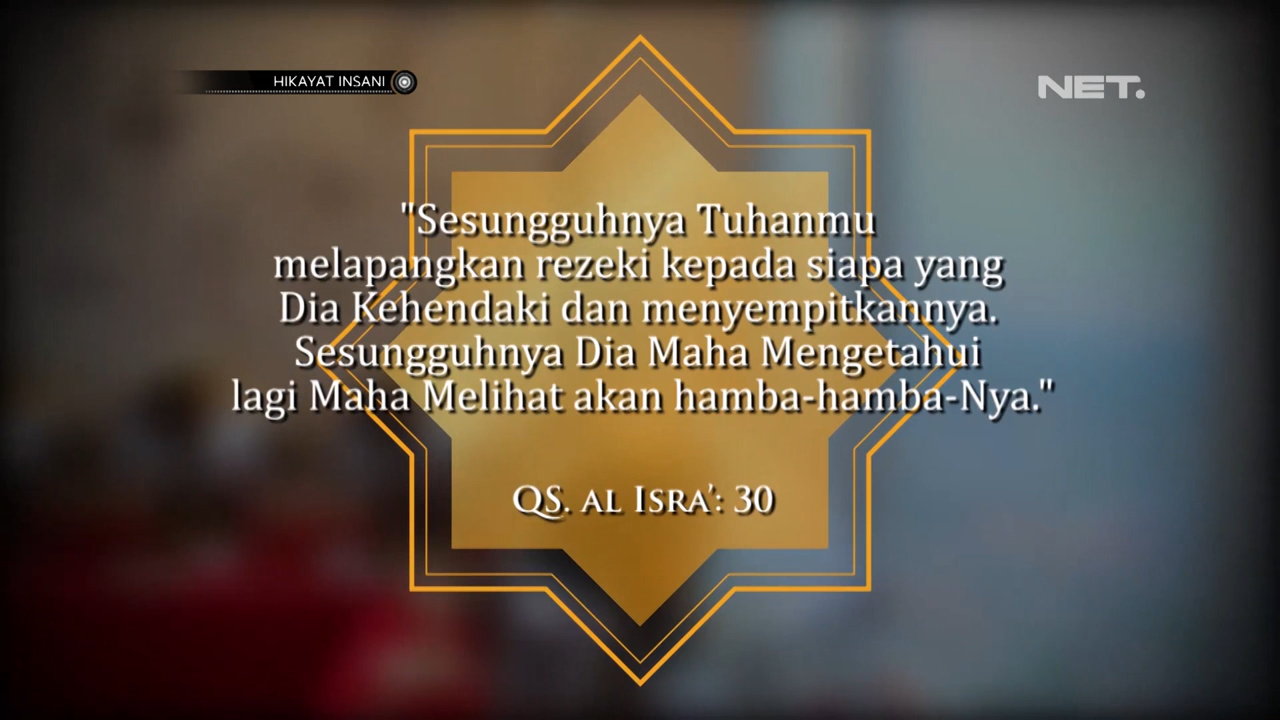 HIKAYAT INSANI
NET.
"Sesungguhnya Tuhanmu
melapangkan rezeki kepada siapa yang
Dia Kehendaki dan menyempitkannya.
Sesungguhnya Dia Maha Mengetahui
lagi Maha Melihat akan hamba-hamba-Nya."
QS. AL ISRA': 30